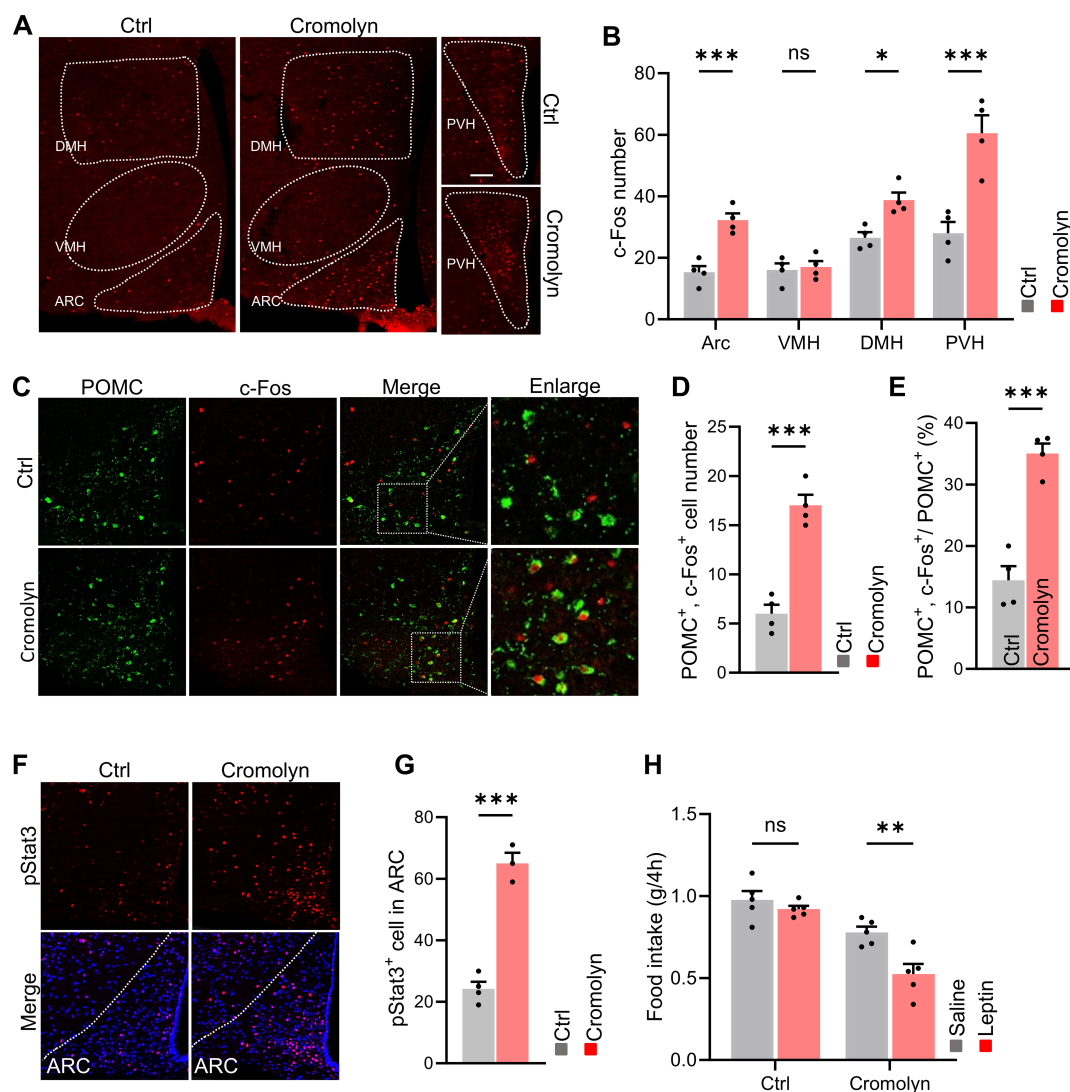 A
Ctrl
Cromolyn
DMH
VMH
ARC
DMH
VMH
ARC
PVH
Ctrl
PVH
Cromolyn
B
c-Fos number
80
60
40
20
0
***
ns
*
***
Arc
VMH
DMH
PVH
Ctrl
Cromolyn
C
POMC
c-Fos
Merge
Enlarge
Ctrl
Cromolyn
D
POMC⁺, c-Fos⁺ cell number
25
20
15
10
5
0
***
Ctrl
Cromolyn
E
POMC⁺, c-Fos⁺/ POMC⁺ (%)
40
30
20
10
0
***
Ctrl
Cromolyn
F
Ctrl
Cromolyn
pStat3
Merge
ARC
ARC
G
pStat3⁺ cell in ARC
80
60
40
20
0
***
Ctrl
Cromolyn
H
Food intake (g/4h)
1.5
1.0
0.5
0.0
ns
**
Ctrl
Cromolyn
Saline
Leptin